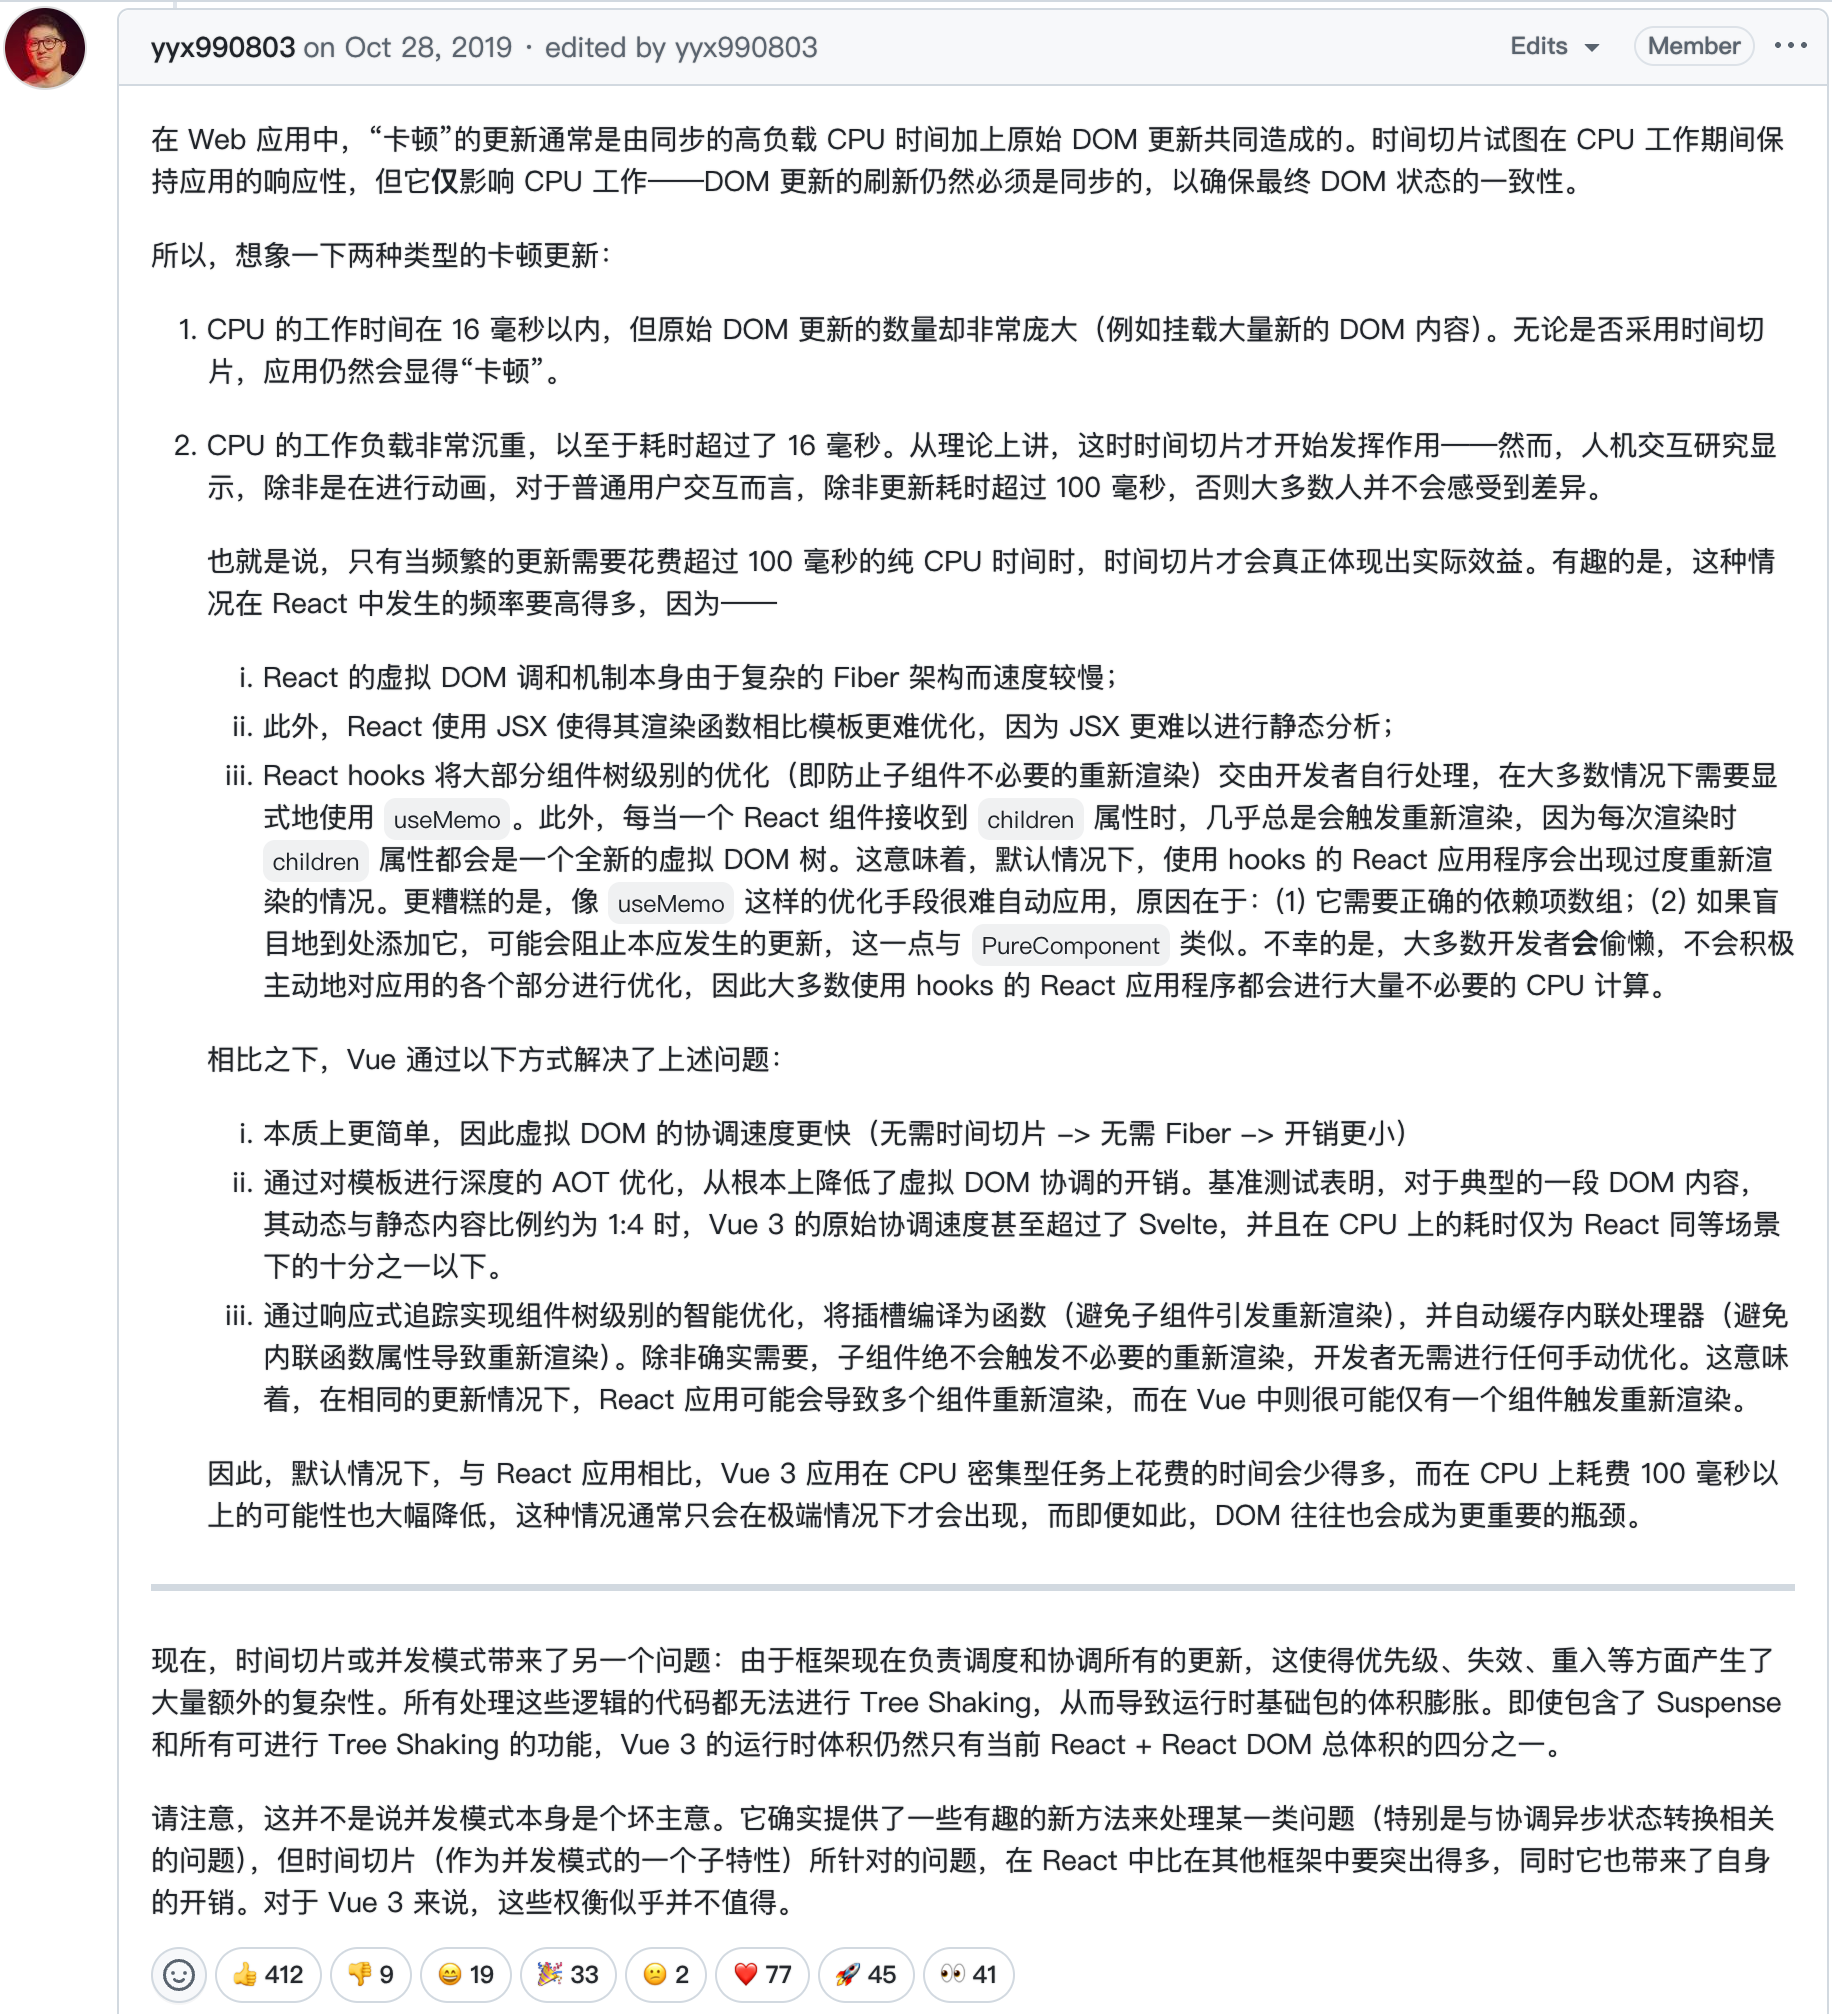 yyx990803 on Oct 28, 2019 · edited by yyx990803 Edits Member
在 Web 应用中，“卡顿”的更新通常是由同步的高负载 CPU 时间加上原始 DOM 更新共同造成的。时间切片试图在 CPU 工作期间保
持应用的响应性，但它仅影响 CPU 工作——DOM 更新的刷新仍然必须是同步的，以确保最终 DOM 状态的一致性。
所以，想象一下两种类型的卡顿更新：
1. CPU 的工作时间在 16 毫秒以内，但原始 DOM 更新的数量却非常庞大（例如挂载大量新的 DOM 内容）。无论是否采用时间切
片，应用仍然会显得“卡顿”。
2. CPU 的工作负载非常沉重，以至于耗时超过了 16 毫秒。从理论上讲，这时时间切片才开始发挥作用——然而，人机交互研究显
示，除非是在进行动画，对于普通用户交互而言，除非更新耗时超过 100 毫秒，否则大多数人并不会感受到差异。
也就是说，只有当频繁的更新需要花费超过 100 毫秒的纯 CPU 时间时，时间切片才会真正体现出实际效益。有趣的是，这种情
况在 React 中发生的频率要高得多，因为——
i. React 的虚拟 DOM 调和机制本身由于复杂的 Fiber 架构而速度较慢；
ii. 此外，React 使用 JSX 使得其渲染函数相比模板更难优化，因为 JSX 更难以进行静态分析；
iii. React hooks 将大部分组件树级别的优化（即防止子组件不必要的重新渲染）交由开发者自行处理，在大多数情况下需要显
式地使用 useMemo 。此外，每当一个 React 组件接收到 children 属性时，几乎总是会触发重新渲染，因为每次渲染时
children 属性都会是一个全新的虚拟 DOM 树。这意味着，默认情况下，使用 hooks 的 React 应用程序会出现过度重新渲
染的情况。更糟糕的是，像 useMemo 这样的优化手段很难自动应用，原因在于：(1) 它需要正确的依赖项数组；(2) 如果盲
目地到处添加它，可能会阻止本应发生的更新，这一点与 PureComponent 类似。不幸的是，大多数开发者会偷懒，不会积极
主动地对应用的各个部分进行优化，因此大多数使用 hooks 的 React 应用程序都会进行大量不必要的 CPU 计算。
相比之下，Vue 通过以下方式解决了上述问题：
i. 本质上更简单，因此虚拟 DOM 的协调速度更快（无需时间切片 –> 无需 Fiber –> 开销更小）
ii. 通过对模板进行深度的 AOT 优化，从根本上降低了虚拟 DOM 协调的开销。基准测试表明，对于典型的一段 DOM 内容，
其动态与静态内容比例约为 1:4 时，Vue 3 的原始协调速度甚至超过了 Svelte，并且在 CPU 上的耗时仅为 React 同等场景
下的十分之一以下。
iii. 通过响应式追踪实现组件树级别的智能优化，将插槽编译为函数（避免子组件引发重新渲染），并自动缓存内联处理器（避免
内联函数属性导致重新渲染）。除非确实需要，子组件绝不会触发不必要的重新渲染，开发者无需进行任何手动优化。这意味
着，在相同的更新情况下，React 应用可能会导致多个组件重新渲染，而在 Vue 中则很可能仅有一个组件触发重新渲染。
因此，默认情况下，与 React 应用相比，Vue 3 应用在 CPU 密集型任务上花费的时间会少得多，而在 CPU 上耗费 100 毫秒以
上的可能性也大幅降低，这种情况通常只会在极端情况下才会出现，而即便如此，DOM 往往也会成为更重要的瓶颈。
现在，时间切片或并发模式带来了另一个问题：由于框架现在负责调度和协调所有的更新，这使得优先级、失效、重入等方面产生了
大量额外的复杂性。所有处理这些逻辑的代码都无法进行 Tree Shaking，从而导致运行时基础包的体积膨胀。即使包含了 Suspense
和所有可进行 Tree Shaking 的功能，Vue 3 的运行时体积仍然只有当前 React + React DOM 总体积的四分之一。
请注意，这并不是说并发模式本身是个坏主意。它确实提供了一些有趣的新方法来处理某一类问题（特别是与协调异步状态转换相关
的问题），但时间切片（作为并发模式的一个子特性）所针对的问题，在 React 中比在其他框架中要突出得多，同时它也带来了自身
的开销。对于 Vue 3 来说，这些权衡似乎并不值得。
👍 412 👎 9 😄 19 🎉 33 😕 2 ❤️ 77 🚀 45 👀 41